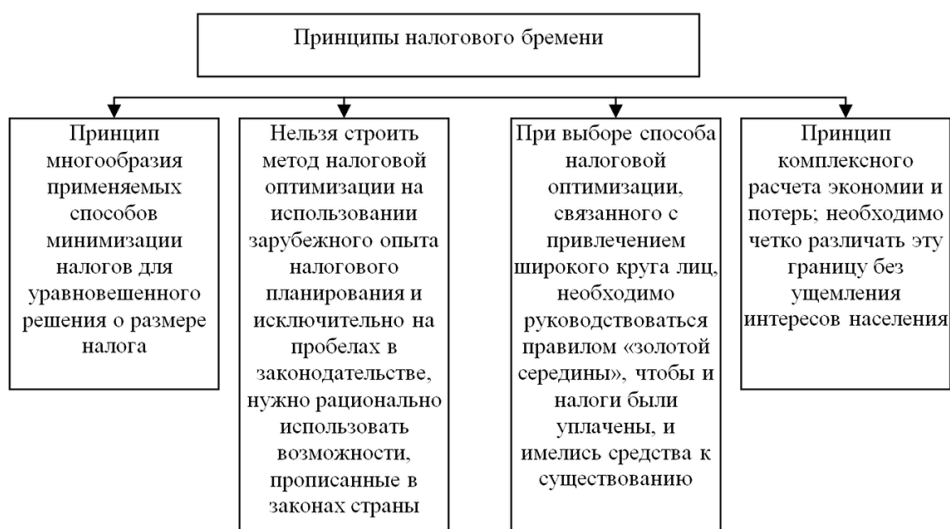 Принципы налогового бремени
Принцип
многообразия
применяемых
способов
минимизации
налогов для
уравновешенного
решения о размере
налога
Нельзя строить
метод налоговой
оптимизации на
использовании
зарубежного опыта
налогового
планирования и
исключительно на
пробелах в
законодательстве,
нужно рационально
использовать
возможности,
прописанные в
законах страны
При выборе способа
налоговой
оптимизации,
связанного с
привлечением
широкого круга лиц,
необходимо
руководствоваться
правилом «золотой
середины», чтобы и
налоги были
уплачены, и
имелись средства к
существованию
Принцип
комплексного
расчета экономии и
потерь; необходимо
четко различать эту
границу без
ущемления
интересов населения